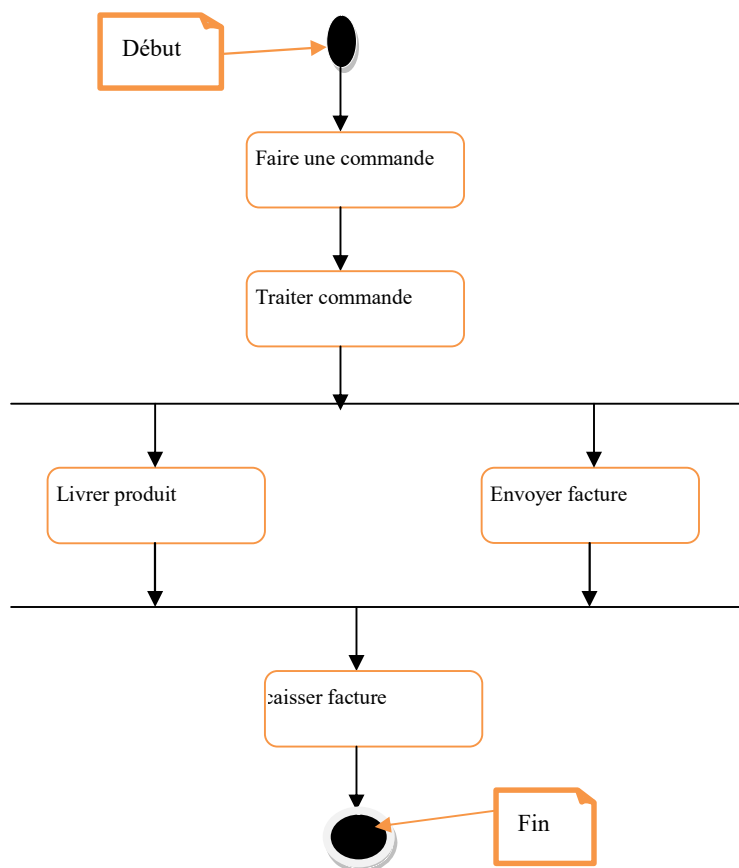 Début
Faire une commande
Traiter commande
Livrer produit
Envoyer facture
caisser facture
Fin